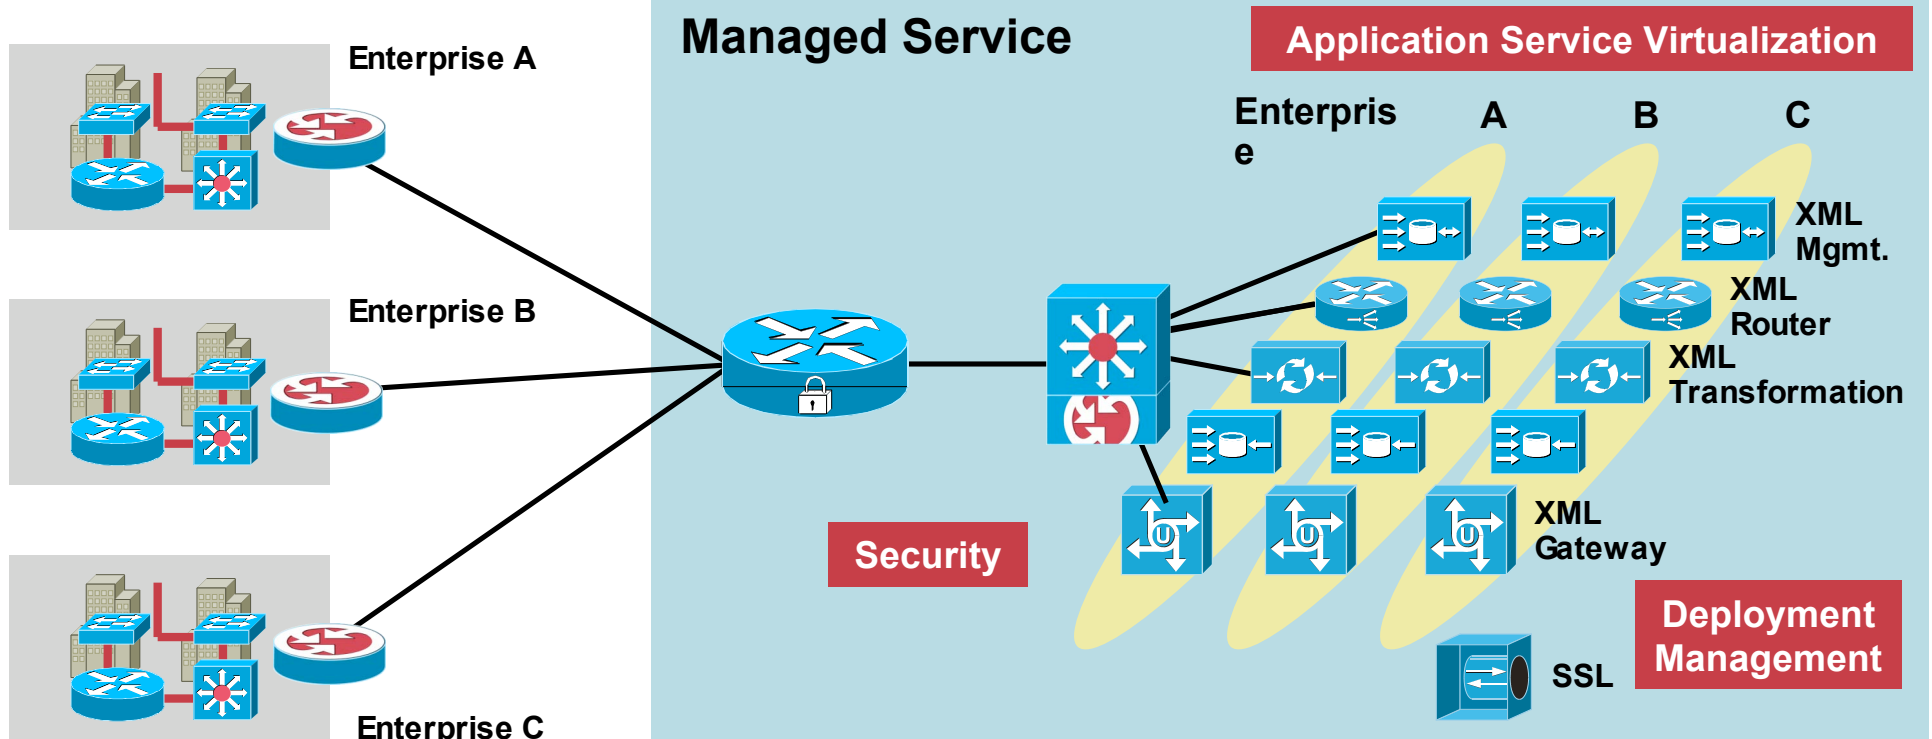 Managed Service
Application Service Virtualization
Enterprise A
Enterpris
e
A
B
C
XML
Mgmt.
XML
Router
Enterprise B
XML
Transformation
XML
Gateway
U
U
U
Security
Deployment
Management
SSL
Enterprise C